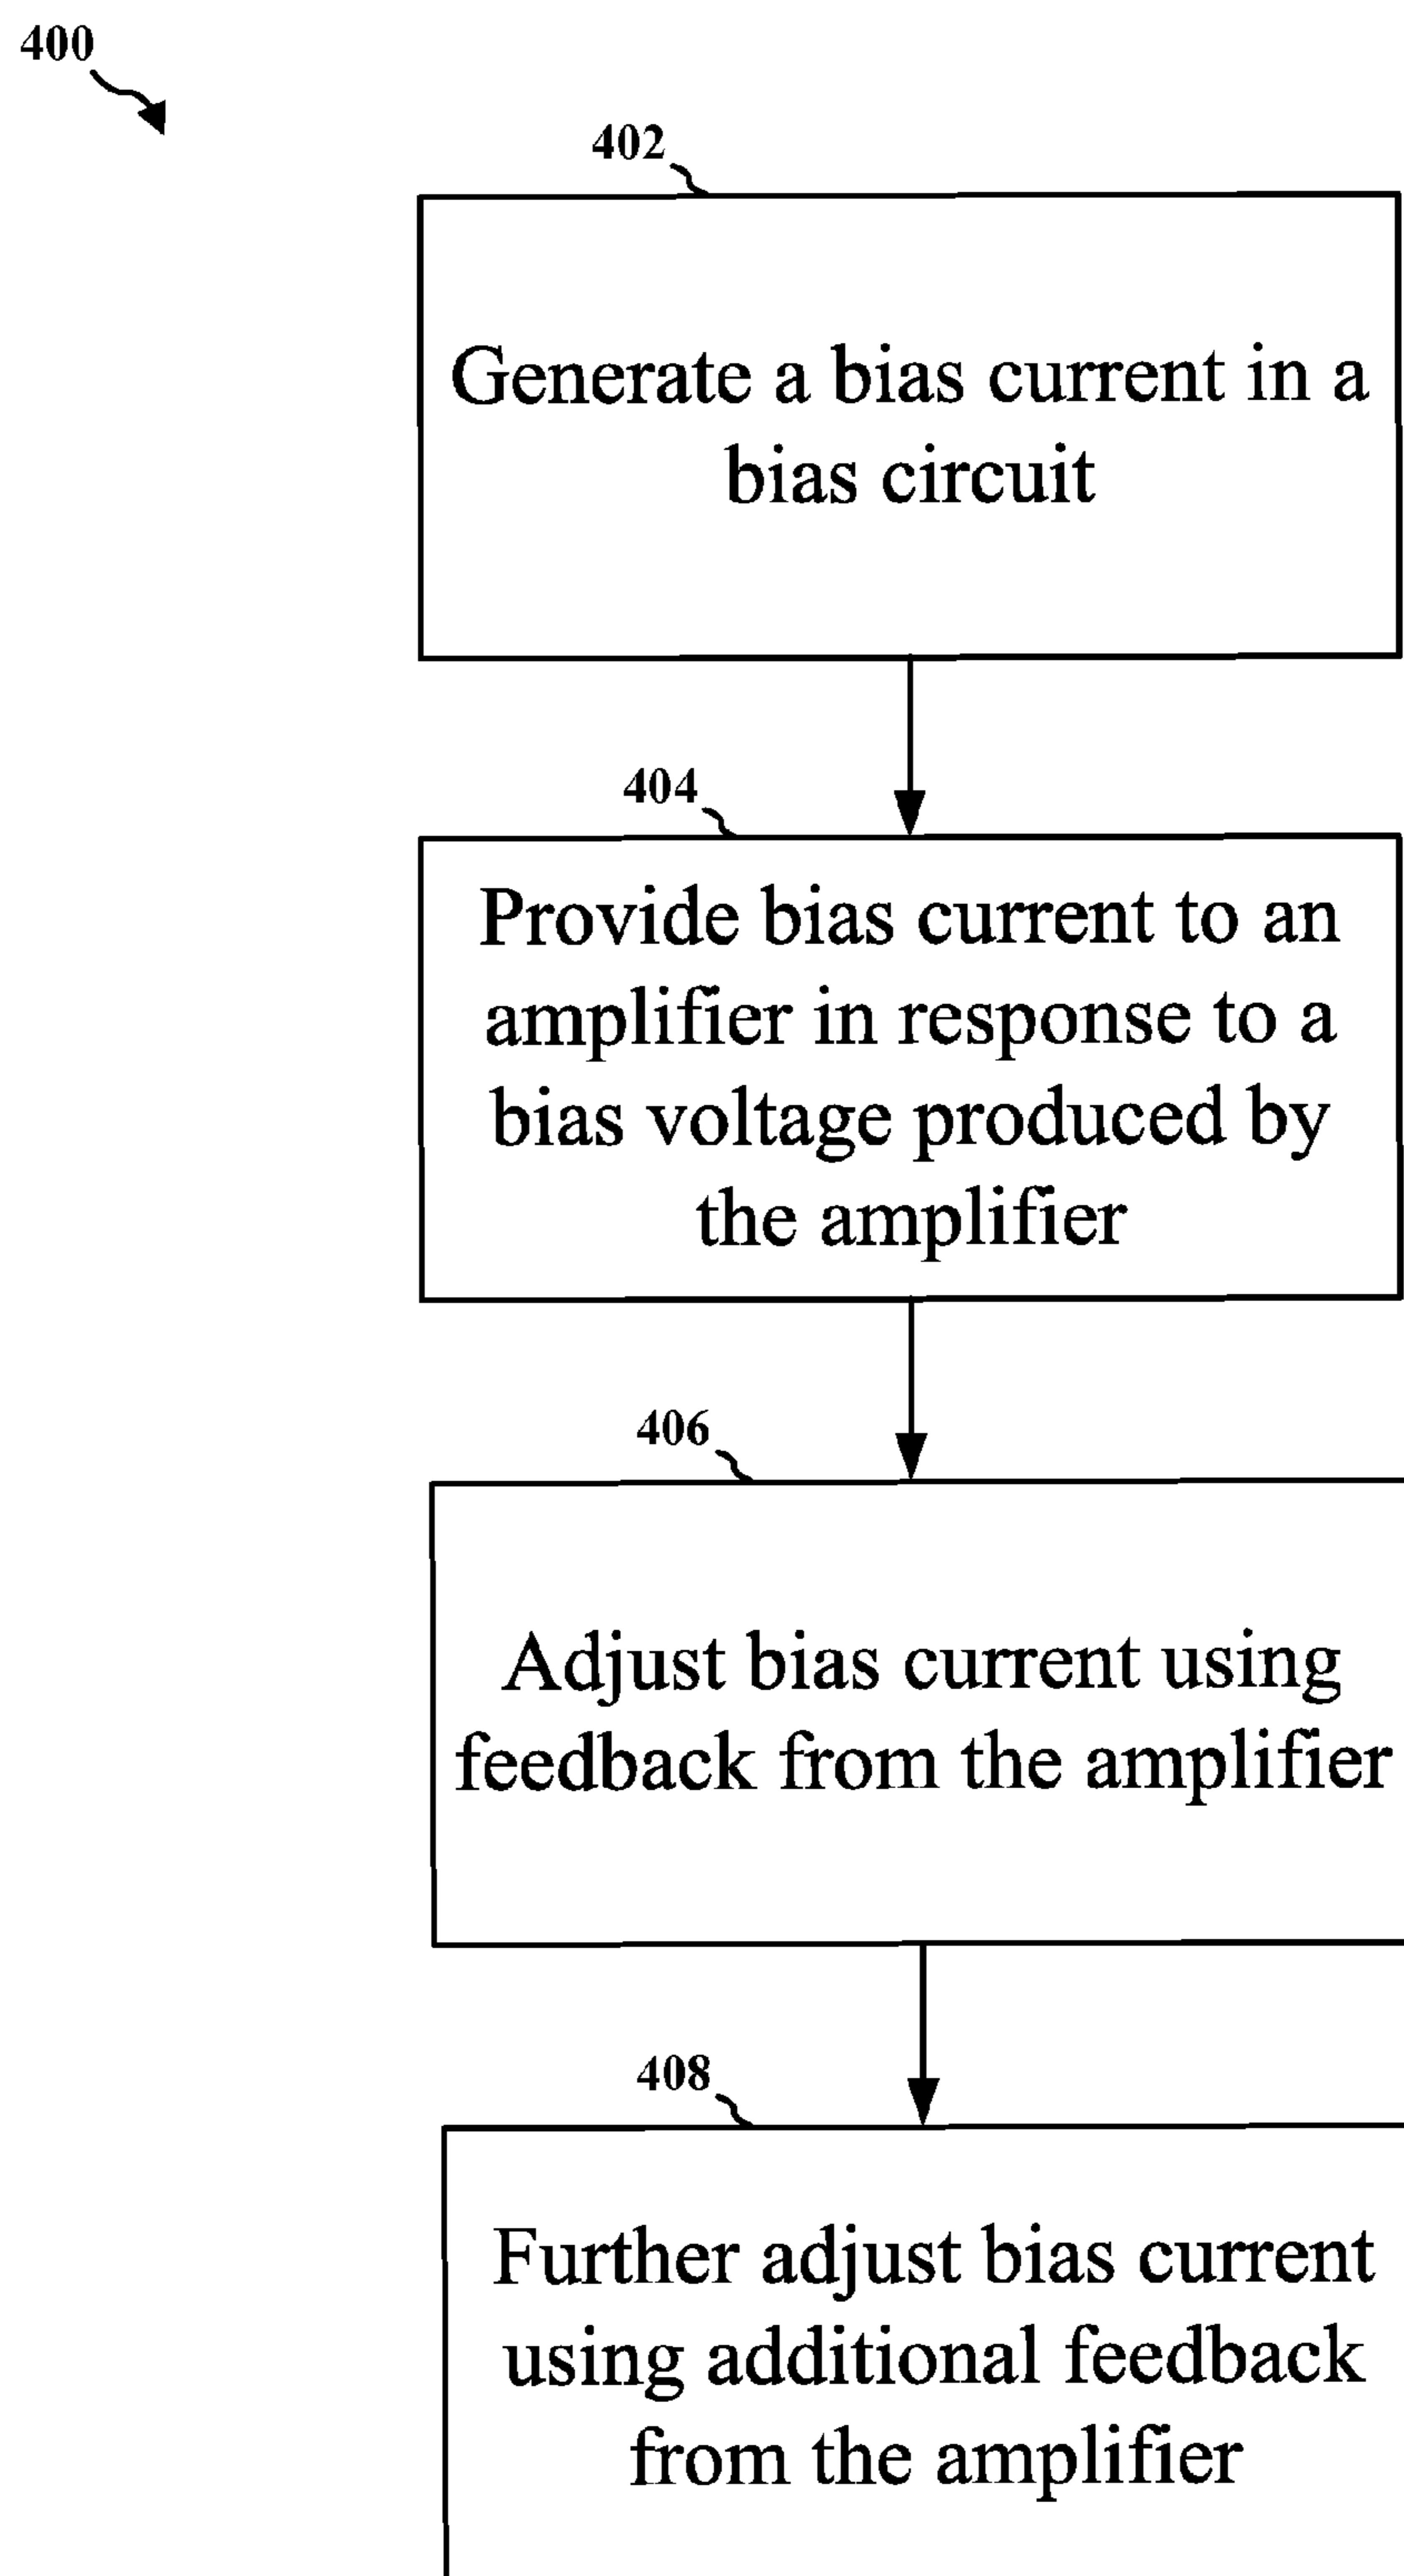 400
402
Generate a bias current in a
bias circuit
404
Provide bias current to an
amplifier in response to a
bias voltage produced by
the amplifier
406
Adjust bias current using
feedback from the amplifier
408
Further adjust bias current
using additional feedback
from the amplifier